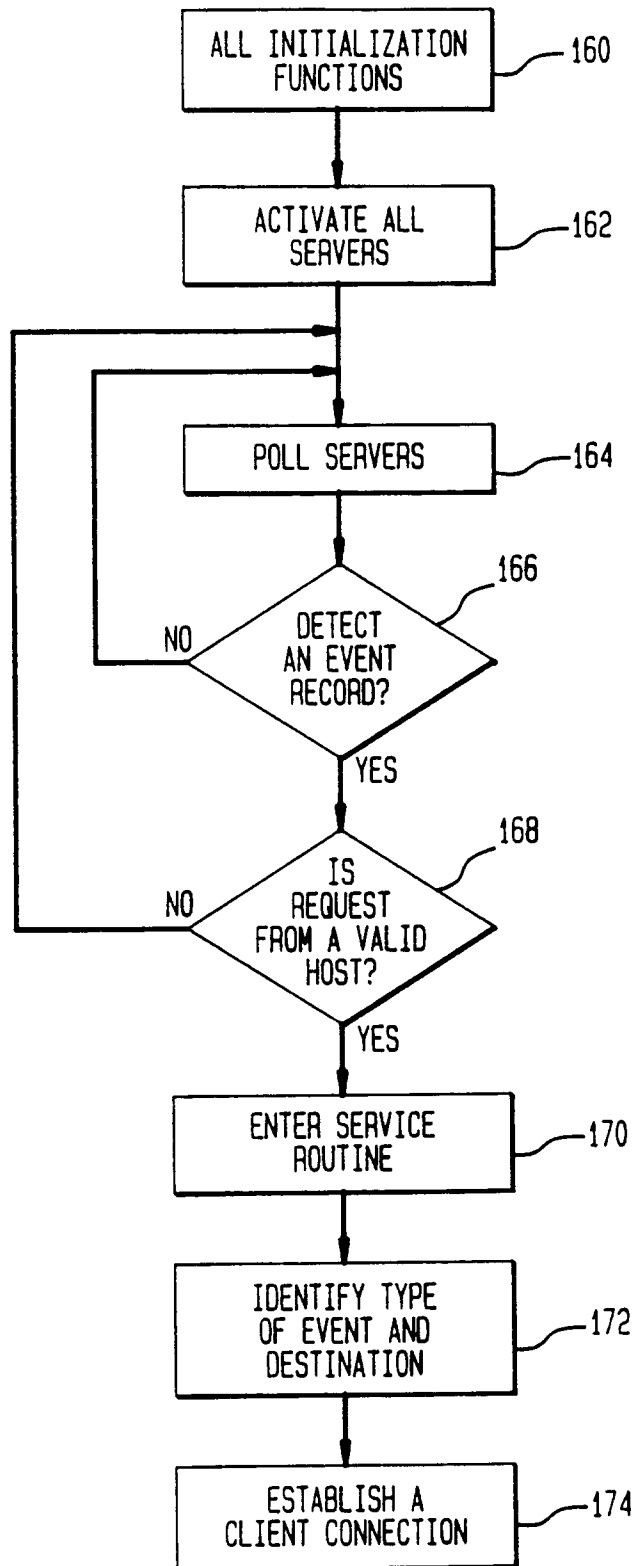 ALL INITIALIZATION
FUNCTIONS
160
ACTIVATE ALL
SERVERS
162
POLL SERVERS
164
166
DETECT
AN EVENT
RECORD?
NO
YES
168
IS
REQUEST
FROM A VALID
HOST?
NO
YES
ENTER SERVICE
ROUTINE
170
IDENTIFY TYPE
OF EVENT AND
DESTINATION
172
ESTABLISH A
CLIENT CONNECTION
174